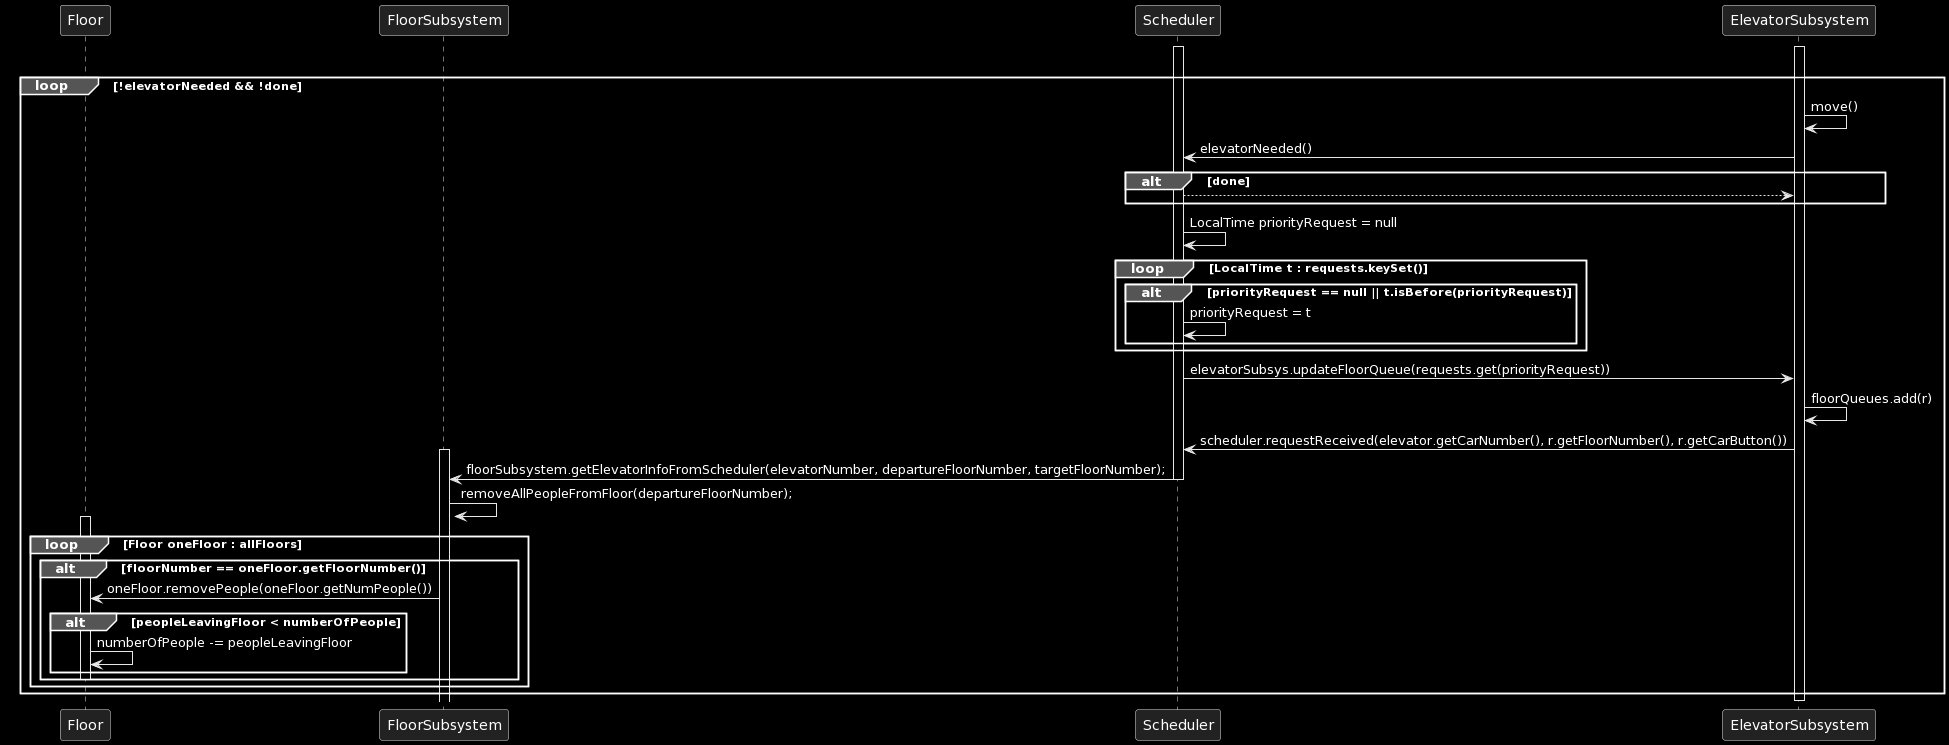 Floor
FloorSubsystem
Scheduler
ElevatorSubsystem
loop [!elevatorNeeded && !done]
move()
elevatorNeeded()
alt [done]
LocalTime priorityRequest = null
loop [LocalTime t : requests.keySet()]
alt [priorityRequest == null || t.isBefore(priorityRequest)]
priorityRequest = t
elevatorSubsys.updateFloorQueue(requests.get(priorityRequest))
floorQueues.add(r)
scheduler.requestReceived(elevator.getCarNumber(), r.getFloorNumber(), r.getCarButton())
floorSubsystem.getElevatorInfoFromScheduler(elevatorNumber, departureFloorNumber, targetFloorNumber);
removeAllPeopleFromFloor(departureFloorNumber);
loop [Floor oneFloor : allFloors]
alt [floorNumber == oneFloor.getFloorNumber()]
oneFloor.removePeople(oneFloor.getNumPeople())
alt [peopleLeavingFloor < numberOfPeople]
numberOfPeople -= peopleLeavingFloor
Floor
FloorSubsystem
Scheduler
ElevatorSubsystem